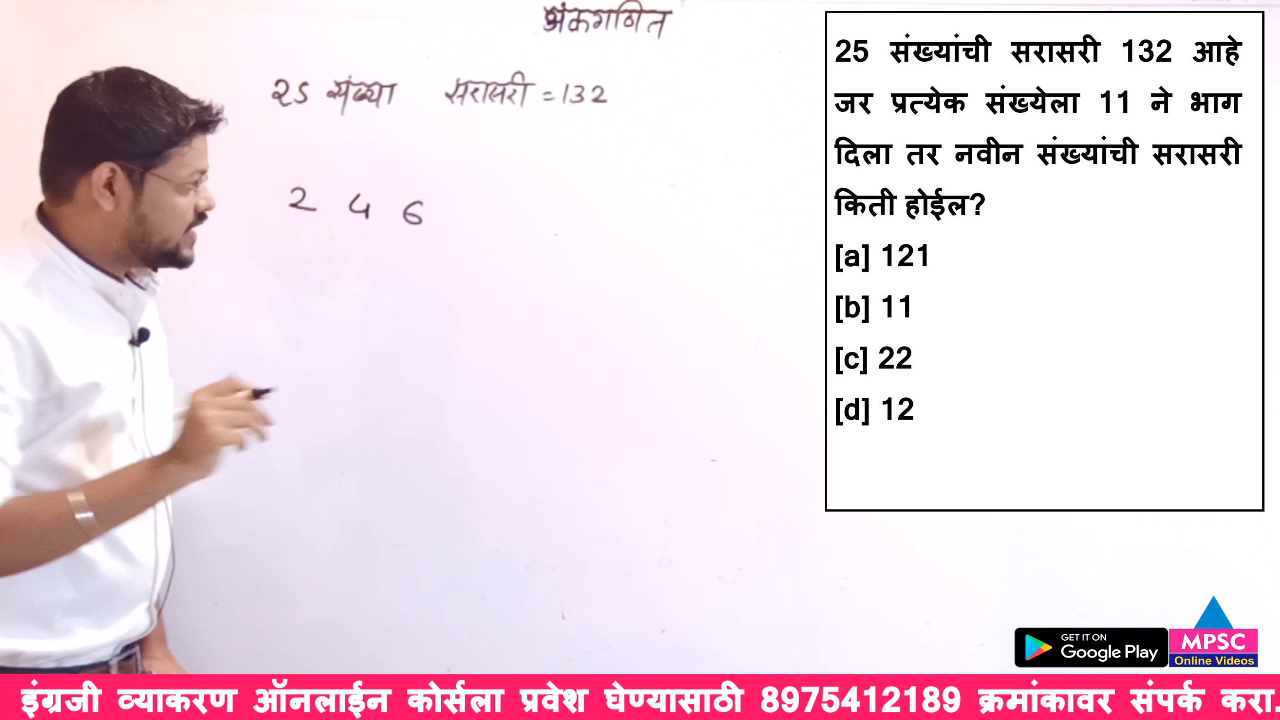 अंकगणित
25 संख्या सरासरी = 132
2 4 6
25 संख्यांची सरासरी 132 आहे
जर प्रत्येक संख्येला 11 ने भाग
दिला तर नवीन संख्यांची सरासरी
किती होईल?
[a] 121
[b] 11
[c] 22
[d] 12
GET IT ON
Google Play
MPSC
Online Videos
इंग्रजी व्याकरण ऑनलाईन कोर्सला प्रवेश घेण्यासाठी 8975412189 क्रमांकावर संपर्क करा.